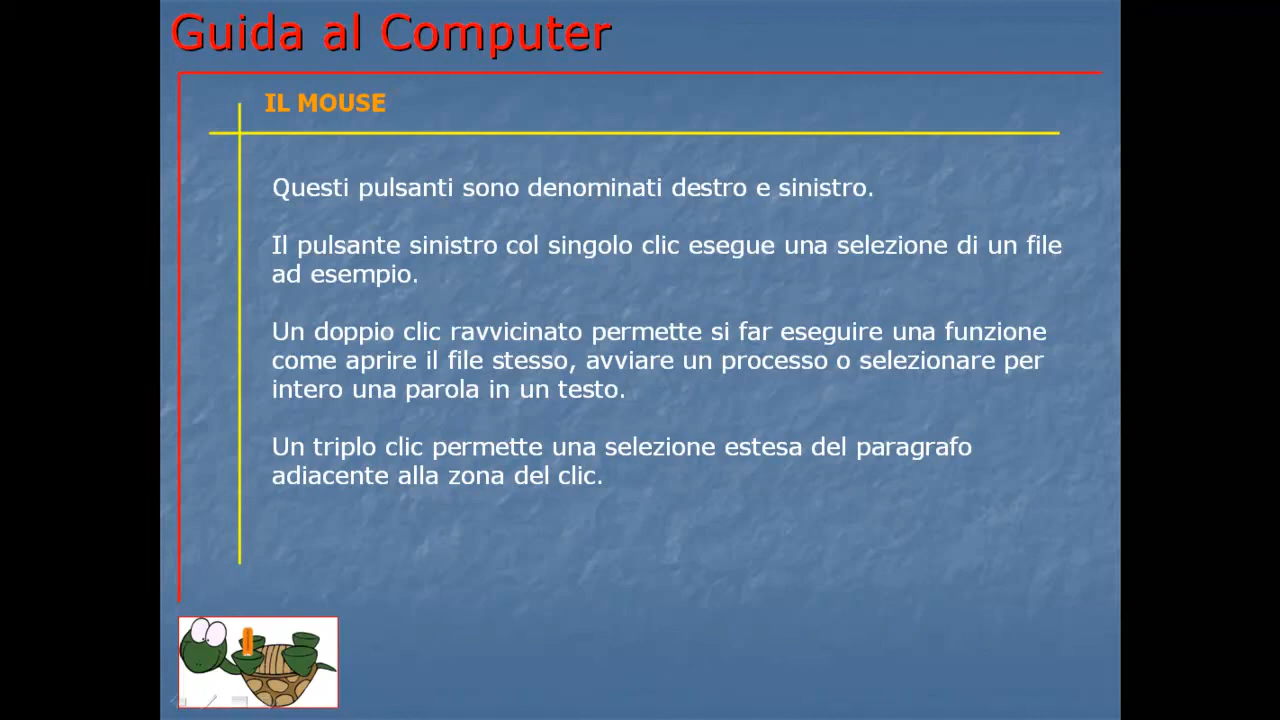 Guida al Computer
IL MOUSE
Questi pulsanti sono denominati destro e sinistro.
Il pulsante sinistro col singolo clic esegue una selezione di un file
ad esempio.
Un doppio clic ravvicinato permette si far eseguire una funzione
come aprire il file stesso, avviare un processo o selezionare per
intero una parola in un testo.
Un triplo clic permette una selezione estesa del paragrafo
adiacente alla zona del clic.